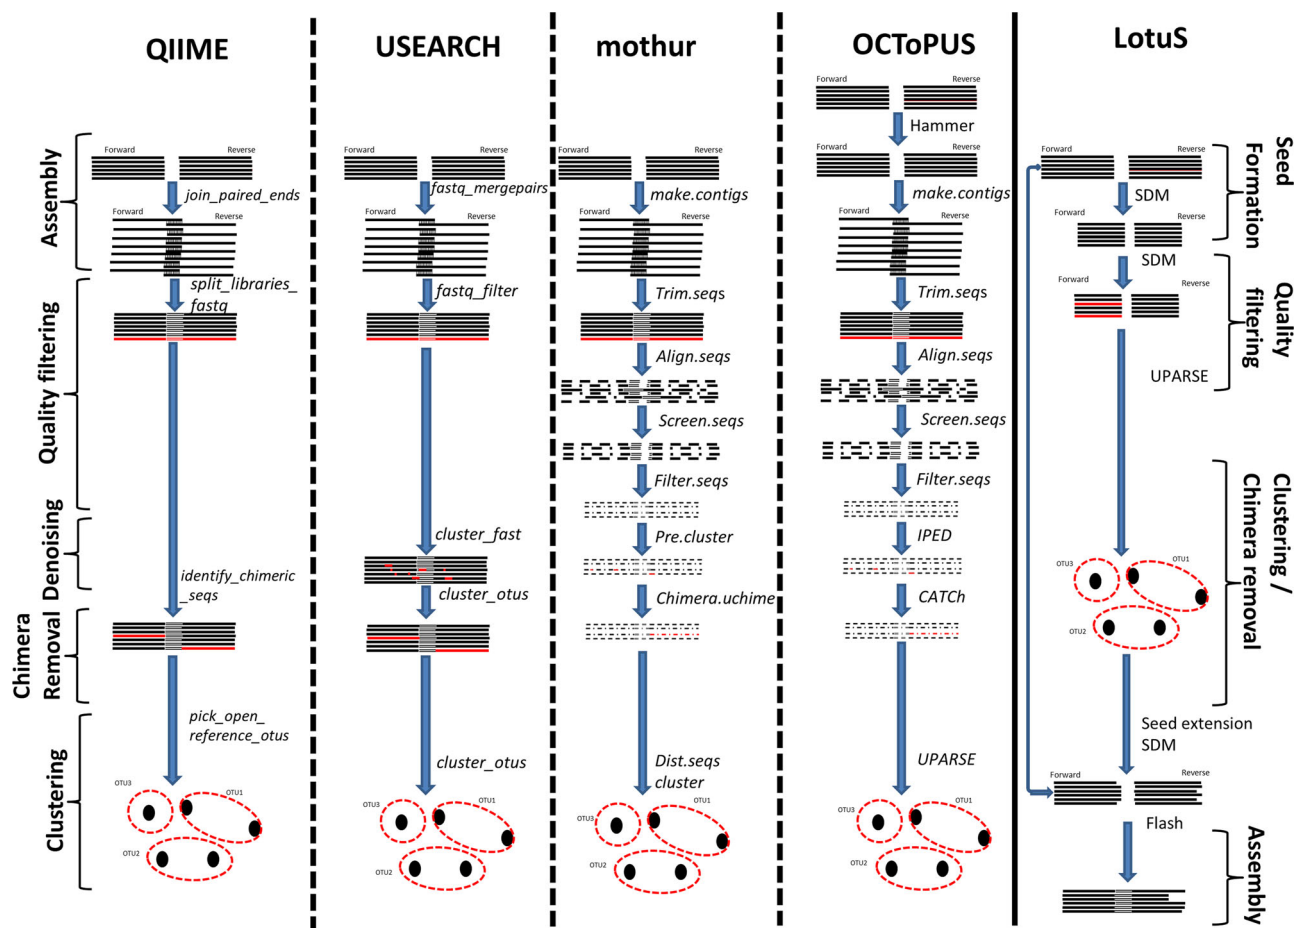 QIIME
USEARCH
mothur
OCToPUS
LotuS
Assembly
Quality filtering
Denoising
Chimera
Removal
Clustering
Forward Reverse
join_paired_ends
Forward Reverse
split_libraries_
fastq
identify_chimeric
_seqs
pick_open_
reference_otus
OTU3
OTU1
OTU2
Forward Reverse
fastq_mergepairs
Forward Reverse
fastq_filter
cluster_fast
cluster_otus
cluster_otus
OTU3
OTU1
OTU2
Forward Reverse
make.contigs
Forward Reverse
Trim.seqs
Align.seqs
Screen.seqs
Filter.seqs
Pre.cluster
Chimera.uchime
Dist.seqs
cluster
OTU3
OTU1
OTU2
Forward Reverse
Hammer
Forward Reverse
make.contigs
Forward Reverse
Trim.seqs
Align.seqs
Screen.seqs
Filter.seqs
IPED
CATCh
UPARSE
OTU3
OTU1
OTU2
Forward Reverse
SDM
Forward Reverse
SDM
Forward Reverse
UPARSE
OTU3
OTU1
OTU2
Seed extension
SDM
Forward Reverse
Flash
Seed
Formation
Quality
filtering
Clustering /
Chimera removal
Assembly